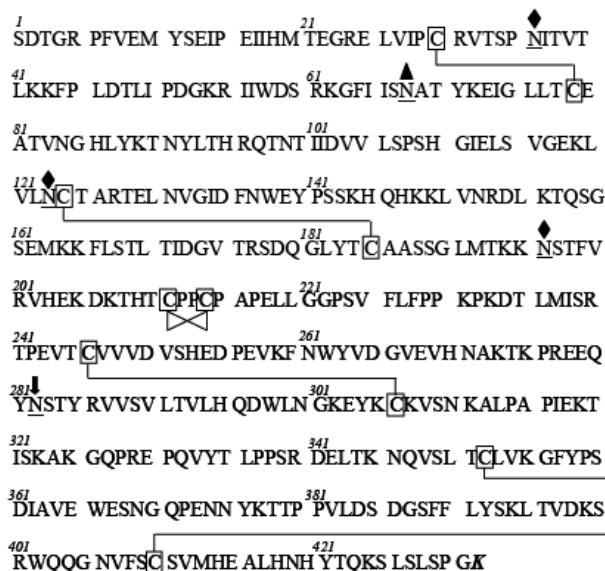 1 21
SDTGR PFVEM YSEIP EIIHM TEGRE LVIPC RVTSP NITVT
41 61
LKKFP LDTLI PDGKR IIWDS RKGFI ISNAT YKEIG LLTCE
81 101
ATVNG HLYKT NYLTH RQTNT IIDVV LSPSH GIELS VGEKL
121 141
VLNCT ARTEL NVGID FNWEY PSSKH QHKKL VNRDL KTQSG
161 181
SEMKK FLSTL TIDGV TRSDQ GLYTC AASSG LMTKK NSTFV
201 221
RVHEK DKTHT CPPCP APELL GGPSV FLFPP KPKDT LMISR
241 261
TPEVT CVVVD VSHED PEVKF NWYVD GVEVH NAKTK PREEQ
281 301
YNSTY RVVSV LTVLH QDWLN GKEYK CKVSN KALPA PIEKT
321 341
ISKAK GQPRE PQVYT LPPSR DELTK NQVSL TCLVK GFYPS
361 381
DIAVE WESNG QPENN YKTTP PVLDS DGSFF LYSKL TVDKS
401 421
RWQQG NVFSC SVMHE ALHNH YTQKS LSLSP GK